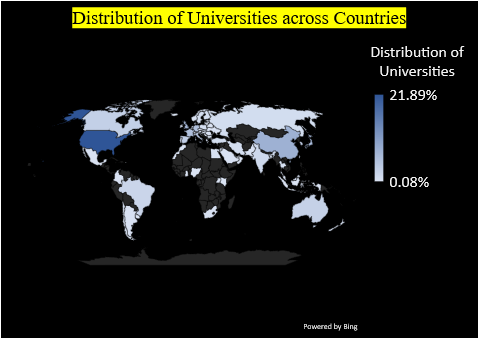 Distribution of Universities across Countries
Distribution of
Universities
21.89%
0.08%
Powered by Bing